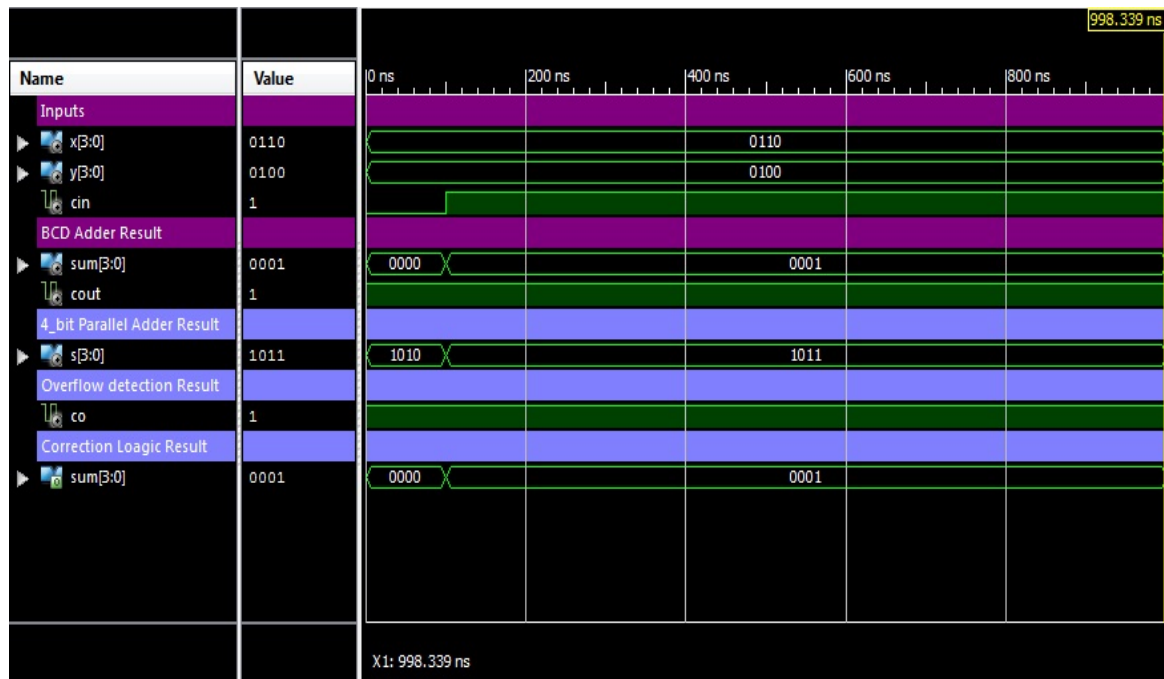 998.339 ns
Name Value 0 ns 200 ns 400 ns 600 ns 800 ns
Inputs
x[3:0] 0110 0110
y[3:0] 0100 0100
cin 1
BCD Adder Result
sum[3:0] 0001 0000 0001
cout 1
4_bit Parallel Adder Result
s[3:0] 1011 1010 1011
Overflow detection Result
co 1
Correction Loagic Result
sum[3:0] 0001 0000 0001
X1: 998.339 ns